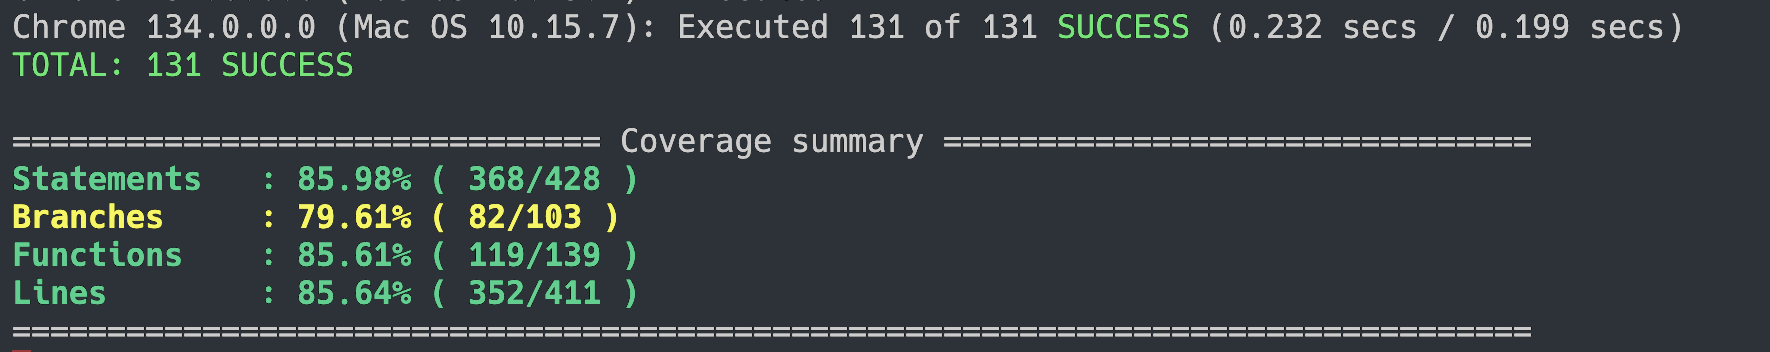 Chrome 134.0.0.0 (Mac OS 10.15.7): Executed 131 of 131 SUCCESS (0.232 secs / 0.199 secs)
TOTAL: 131 SUCCESS
=============================== Coverage summary ===============================
Statements   : 85.98% ( 368/428 )
Branches     : 79.61% ( 82/103 )
Functions    : 85.61% ( 119/139 )
Lines        : 85.64% ( 352/411 )
================================================================================